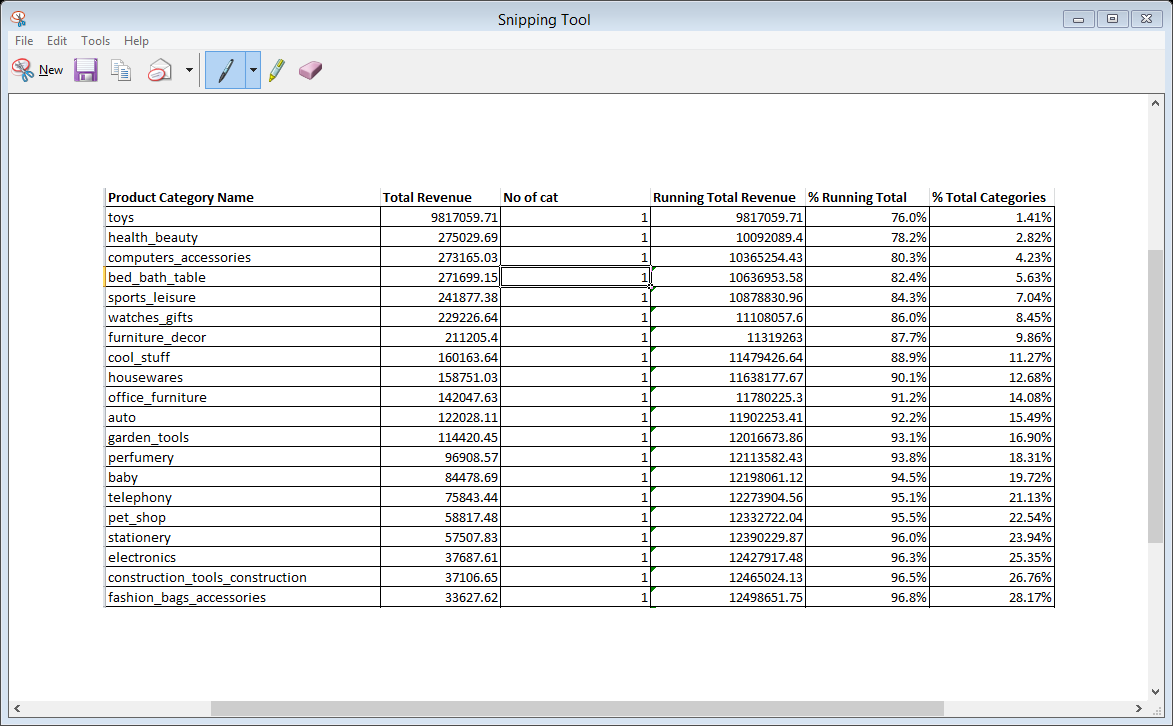 Snipping Tool
File Edit Tools Help
New
Product Category Name Total Revenue No of cat Running Total Revenue % Running Total % Total Categories
toys 9817059.71 1 9817059.71 76.0% 1.41%
health_beauty 275029.69 1 10092089.4 78.2% 2.82%
computers_accessories 273165.03 1 10365254.43 80.3% 4.23%
bed_bath_table 271699.15 1 10636953.58 82.4% 5.63%
sports_leisure 241877.38 1 10878830.96 84.3% 7.04%
watches_gifts 229226.64 1 11108057.6 86.0% 8.45%
furniture_decor 211205.4 1 11319263 87.7% 9.86%
cool_stuff 160163.64 1 11479426.64 88.9% 11.27%
housewares 158751.03 1 11638177.67 90.1% 12.68%
office_furniture 142047.63 1 11780225.3 91.2% 14.08%
auto 122028.11 1 11902253.41 92.2% 15.49%
garden_tools 114420.45 1 12016673.86 93.1% 16.90%
perfumery 96908.57 1 12113582.43 93.8% 18.31%
baby 84478.69 1 12198061.12 94.5% 19.72%
telephony 75843.44 1 12273904.56 95.1% 21.13%
pet_shop 58817.48 1 12332722.04 95.5% 22.54%
stationery 57507.83 1 12390229.87 96.0% 23.94%
electronics 37687.61 1 12427917.48 96.3% 25.35%
construction_tools_construction 37106.65 1 12465024.13 96.5% 26.76%
fashion_bags_accessories 33627.62 1 12498651.75 96.8% 28.17%